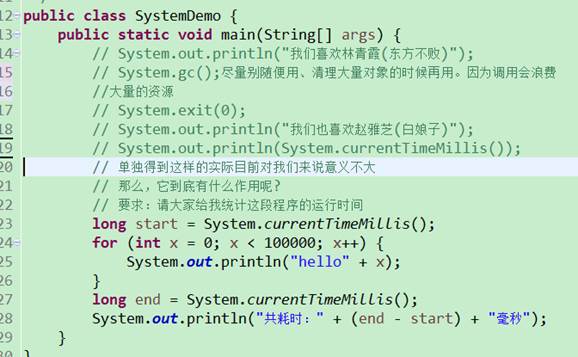 12 public class SystemDemo {
13 public static void main(String[] args) {
14 // System.out.println("我们喜欢林青霞(东方不败)");
15 // System.gc();尽量别随便用、清理大量对象的时候再用。因为调用会浪费
16 //大量的资源
17 // System.exit(0);
18 // System.out.println("我们也喜欢赵雅芝(白娘子)");
19 // System.out.println(System.currentTimeMillis());
20 // 单独得到这样的实际目前对我们来说意义不大
21 // 那么，它到底有什么作用呢?
22 // 要求：请大家给我统计这段程序的运行时间
23 long start = System.currentTimeMillis();
24 for (int x = 0; x < 100000; x++) {
25 System.out.println("hello" + x);
26 }
27 long end = System.currentTimeMillis();
28 System.out.println("共耗时：" + (end - start) + "毫秒");
29 }